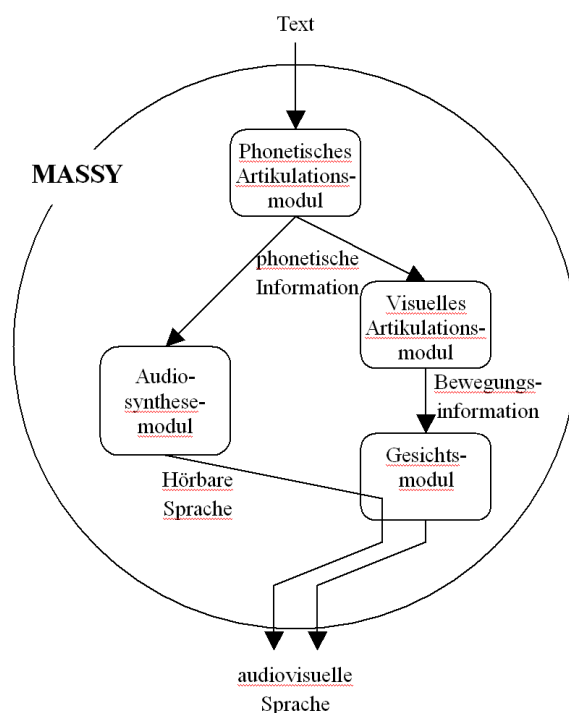 Text
MASSY
Phonetisches
Artikulations-
modul
phonetische
Information
Visuelles
Artikulations-
modul
Audio-
synthese-
modul
Bewegungs-
information
Gesichts-
modul
Hörbare
Sprache
audiovisuelle
Sprache